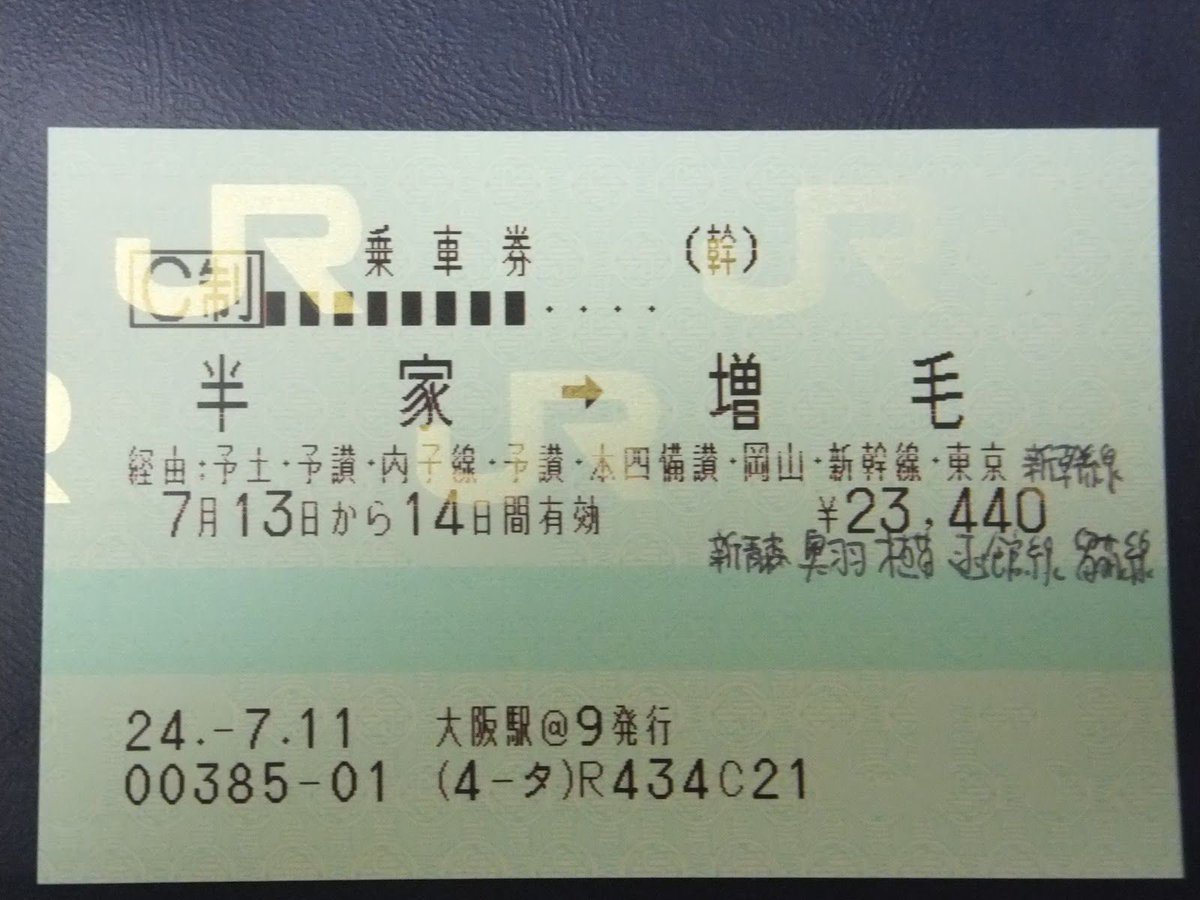 乗車券 (幹)
C制
半家→増毛
経由:予土・予讃・内子線・予讃・本四備讃・岡山・新幹線・東京 新幹線
7月13日から14日間有効 ¥23,440
新青森 奥羽 函館線 留萌線
24.-7.11 大阪駅@9発行
00385-01 (4-タ)R434C21
JR
JR
JR